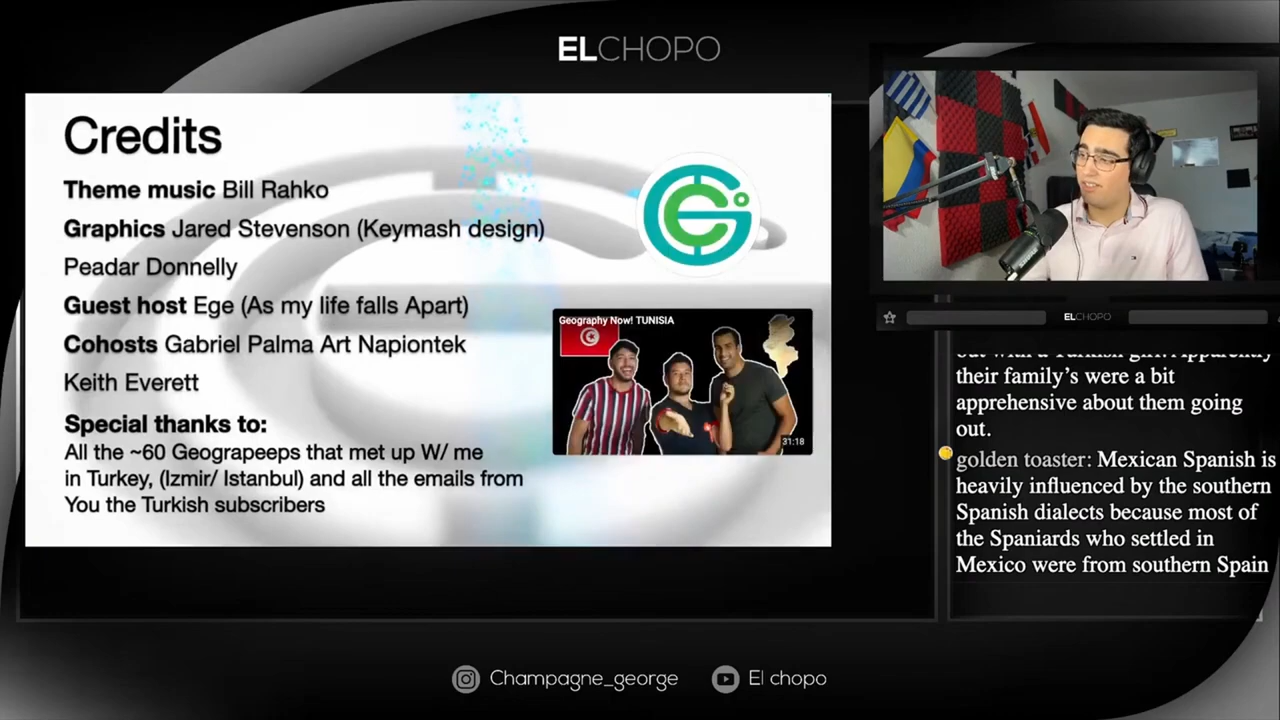 ELCHOPO
Credits
Theme music Bill Rahko
Graphics Jared Stevenson (Keymash design)
Peadar Donnelly
Guest host Ege (As my life falls Apart)
Cohosts Gabriel Palma Art Napiontek
Keith Everett
Special thanks to:
All the ~60 Geograpeeps that met up W/ me
in Turkey, (Izmir/ Istanbul) and all the emails from
You the Turkish subscribers
Geography Now! TUNISIA
31:18
ELCHOPO
but with a Turkish girl. Apparently
their family's were a bit
apprehensive about them going
out.
golden toaster: Mexican Spanish is
heavily influenced by the southern
Spanish dialects because most of
the Spaniards who settled in
Mexico were from southern Spain
Champagne_george
El chopo